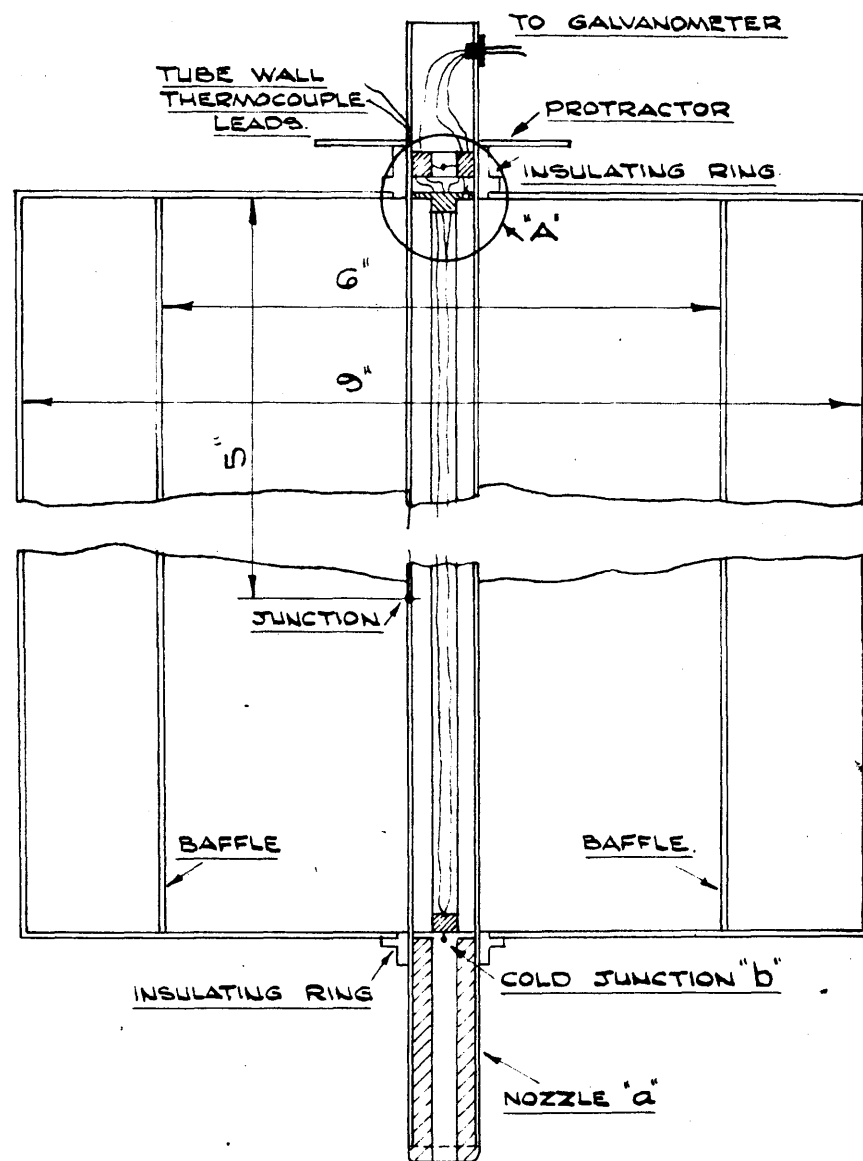 TO GALVANOMETER
TUBE WALL
THERMOCOUPLE
LEADS.
PROTRACTOR
INSULATING RING.
"A"
6"
9"
5"
JUNCTION
BAFFLE
BAFFLE.
INSULATING RING
COLD JUNCTION "b"
NOZZLE "a"